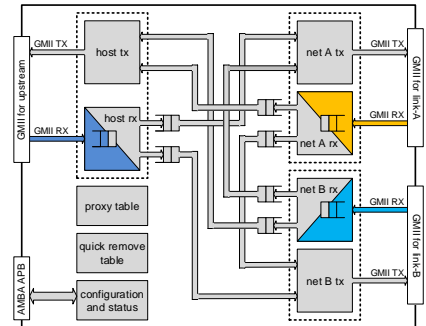 GMII for upstream
GMII TX
host tx
GMII RX
host rx
proxy table
quick remove
table
AMBA APB
configuration
and status
net A tx
GMII TX
GMII for link-A
GMII RX
net A rx
net B rx
GMII RX
GMII for link-B
net B tx
GMII TX